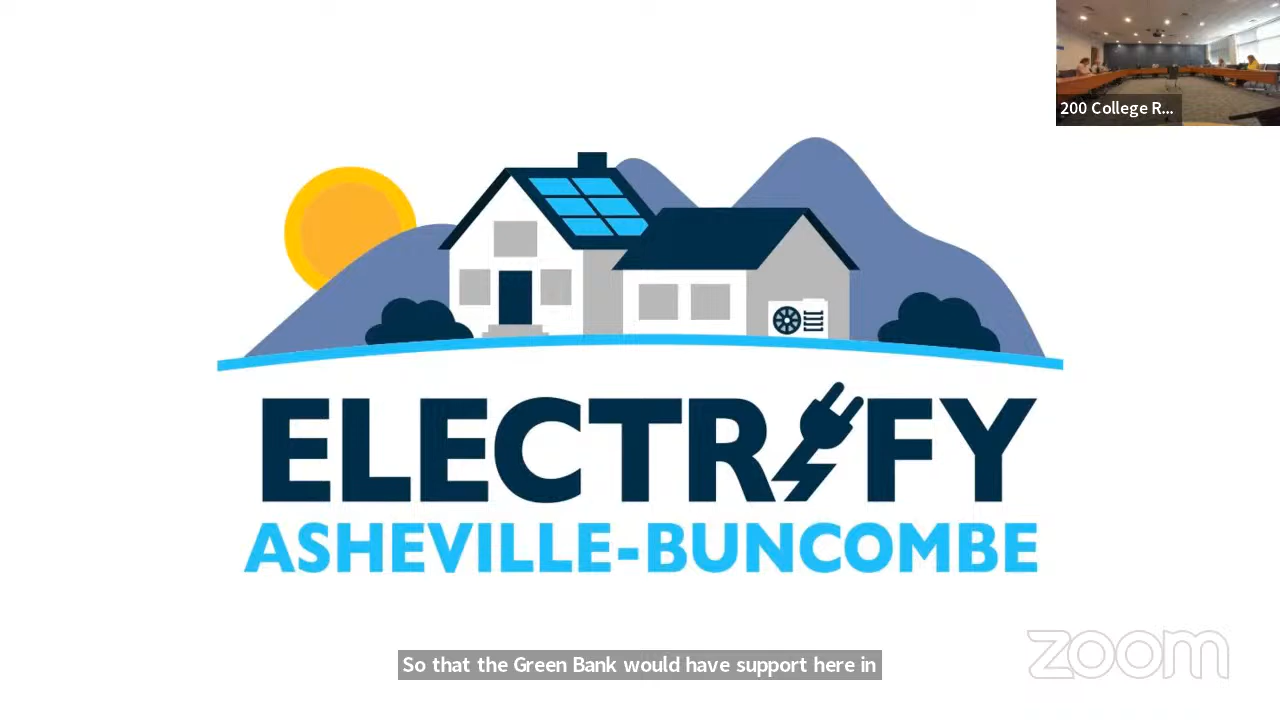 200 College R...
ELECTRIFY
ASHEVILLE-BUNCOMBE
zoom
So that the Green Bank would have support here in